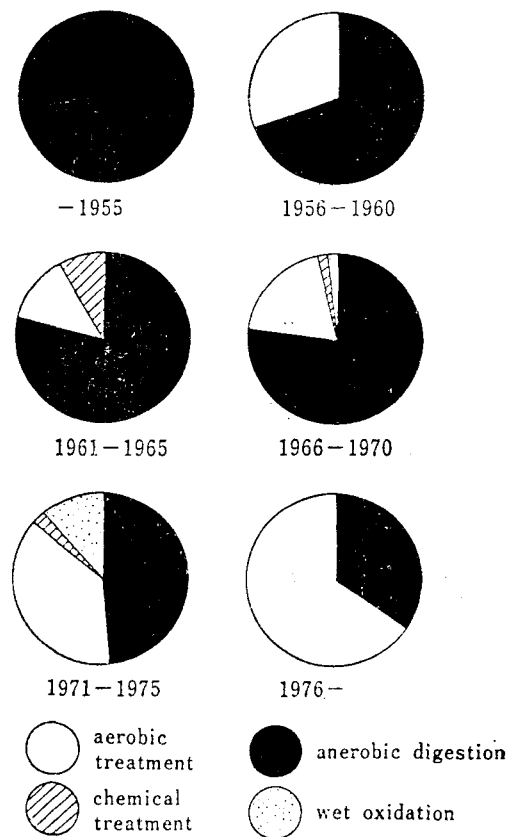 －1955
1956－1960
1961－1965
1966－1970
1971－1975
1976－
aerobic
treatment
anerobic digestion
chemical
treatment
wet oxidation